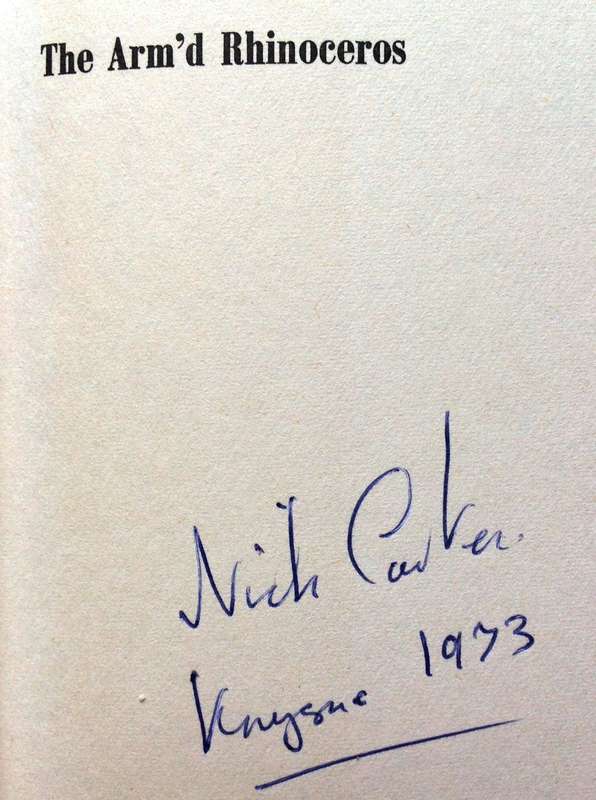 The Arm'd Rhinoceros
Nick Carter.
Knysna 1973